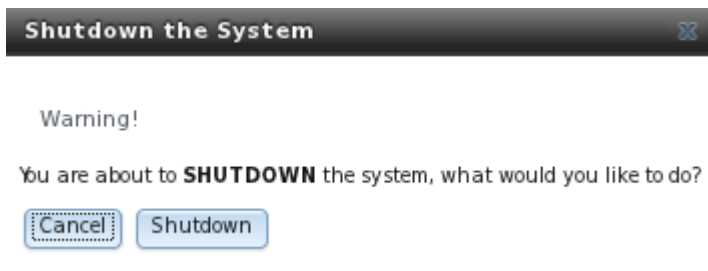 Shutdown the System
Warning!
You are about to SHUTDOWN the system, what would you like to do?
Cancel Shutdown